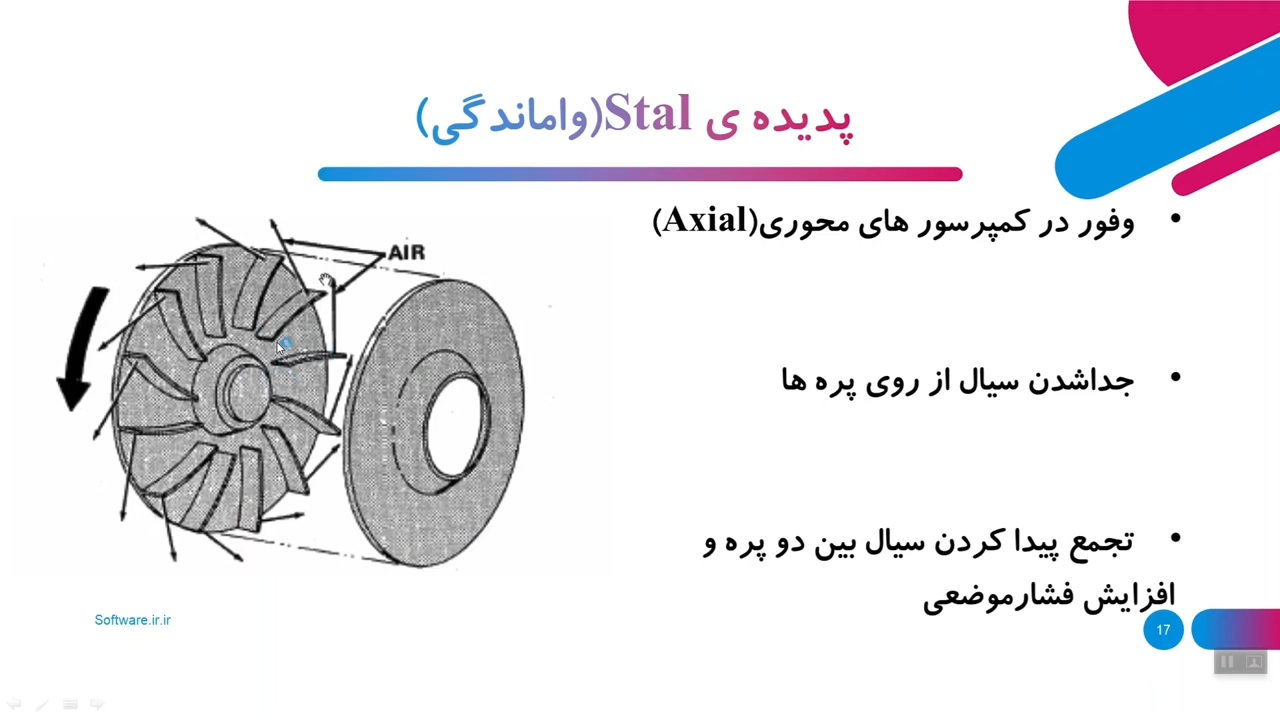 پدیده ی Stal(واماندگی)
• وفور در کمپرسور های محوری(Axial)
• جداشدن سیال از روی پره ها
• تجمع پیدا کردن سیال بین دو پره و
افزایش فشارموضعی
AIR
Software.ir.ir
17